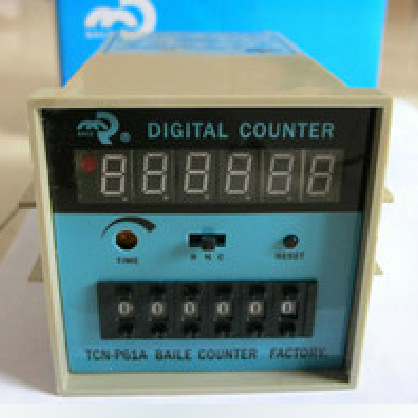 DIGITAL COUNTER
TIME
R N C
RESET
0 0 0 0 0 0
TCN-P61A BAILE COUNTER FACTORY.